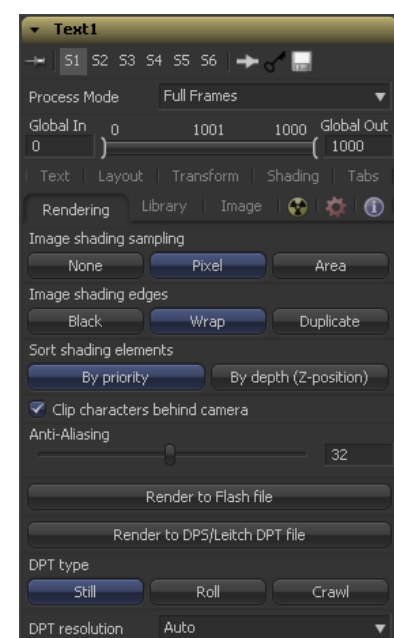 Text1
S1 S2 S3 S4 S5 S6
Process Mode Full Frames
Global In 0 1001 1000 Global Out
0 1000
Text Layout Transform Shading Tabs
Rendering Library Image
Image shading sampling
None Pixel Area
Image shading edges
Black Wrap Duplicate
Sort shading elements
By priority By depth (Z-position)
Clip characters behind camera
Anti-Aliasing
32
Render to Flash file
Render to DPS/Leitch DPT file
DPT type
Still Roll Crawl
DPT resolution Auto